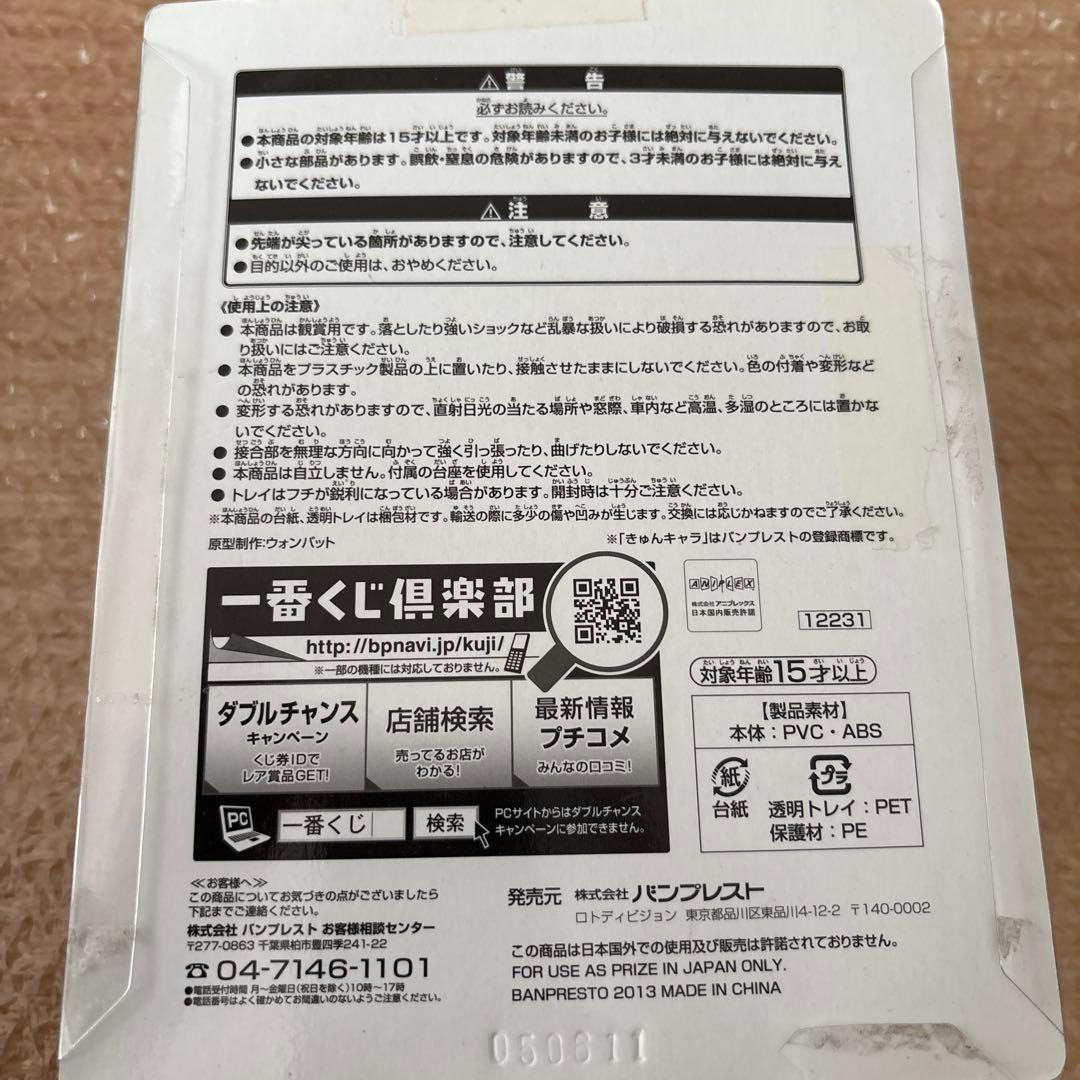 ⚠警告
必ずお読みください。
●本商品の対象年齢は15才以上です。対象年齢未満のお子様には絶対に与えないでください。
●小さな部品があります。誤飲・窒息の危険がありますので、3才未満のお子様には絶対に与え
ないでください。
⚠注意
●先端が尖っている箇所がありますので、注意してください。
●目的以外のご使用は、おやめください。
《使用上の注意》
●本商品は観賞用です。落としたり強いショックなど乱暴な扱いにより破損する恐れがありますので、お取
り扱いにはご注意ください。
●本商品をプラスチック製品の上に置いたり、接触させたままにしないでください。色の付着や変形など
の恐れがあります。
●変形する恐れがありますので、直射日光の当たる場所や窓際、車内など高温、多湿のところには置かな
いでください。
●接合部を無理な方向に向かって強く引っ張ったり、曲げたりしないでください。
●本商品は自立しません。付属の台座を使用してください。
●トレイはフチが鋭利になっている場合があります。開封時は十分ご注意ください。
※本商品の台紙、透明トレイは梱包材です。輸送の際に多少の傷や凹みが生じます。交換には応じかねますのでご了承ください。
原型制作:ウォンバット
※「きゅんキャラ」はバンプレストの登録商標です。
一番くじ倶楽部
http://bpnavi.jp/kuji/
※一部の機種には対応しておりません。
ダブルチャンス
キャンペーン
くじ券IDで
レア賞品GET!
店舗検索
売ってるお店が
わかる!
最新情報
プチコメ
みんなの口コミ!
PC
一番くじ
検索
PCサイトからはダブルチャンス
キャンペーンに参加できません。
ANIPLEX
株式会社アニプレックス
日本国内販売許諾
12231
対象年齢15才以上
【製品素材】
本体:PVC・ABS
紙
台紙
プラ
透明トレイ:PET
保護材:PE
≪お客様へ≫
この商品についてお気づきの点がございましたら
下記までご連絡ください。
株式会社 バンプレスト お客様相談センター
〒277-0863 千葉県柏市豊四季241-22
☎04-7146-1101
●電話受付時間 月~金曜日(祝日を除く)10時~17時
●電話番号はよく確かめてお間違いのないようご注意ください。
発売元 株式会社 バンプレスト
ロトディビジョン 東京都品川区東品川4-12-2 〒140-0002
この商品は日本国外での使用及び販売は許諾されておりません。
FOR USE AS PRIZE IN JAPAN ONLY.
BANPRESTO 2013 MADE IN CHINA
050611